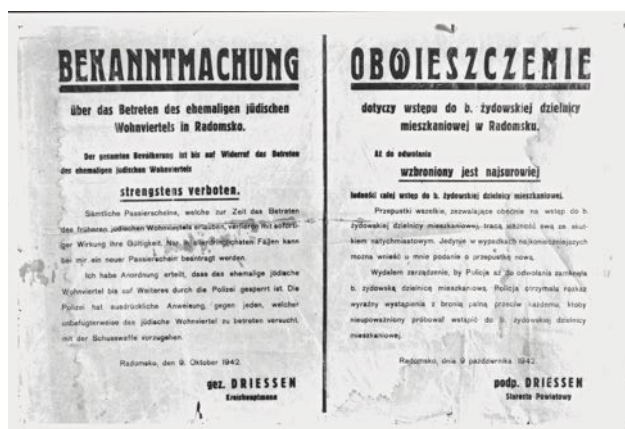 BEKANNTMACHUNG
über das Betreten des ehemaligen jüdischen
Wohnviertels in Radomsko.
Der gesamten Bevölkerung ist bis auf Widerruf das Betreten
des ehemaligen jüdischen Wohnviertels
strengstens verboten.
Sämtliche Passierscheine, welche zur Zeit das Betreten
des früheren jüdischen Wohnviertels erlauben, verlieren mit soforti-
ger Wirkung ihre Gültigkeit. Nur in allerdringlichsten Fällen kann
bei mir ein neuer Passierschein beantragt werden.
Ich habe Anordnung erteilt, dass das ehemalige jüdische
Wohnviertel bis auf Weiteres durch die Polizei gesperrt ist. Die
Polizei hat ausdrückliche Anweisung, gegen jeden, welcher
unbefugterweise das jüdische Wohnviertel zu betreten versucht,
mit der Schusswaffe vorzugehen.
Radomsko, den 9. Oktober 1942.
gez. DRIESSEN
Kreishauptmann
OBWIESZCZENIE
dotyczy wstępu do b. żydowskiej dzielnicy
mieszkaniowej w Radomsku.
Aż do odwołania
wzbroniony jest najsurowiej
ludności całej wstęp do b. żydowskiej dzielnicy mieszkaniowej.
Przepustki wszelkie, zezwalające obecnie na wstęp do b.
żydowskiej dzielnicy mieszkaniowej, tracą ważność swą ze skut-
kiem natychmiastowym. Jedynie w wypadkach najkonieczniejszych
można wnieść u mnie podanie o przepustkę nową.
Wydałem zarządzenie, by Policja aż do odwołania zamknęła
b. żydowską dzielnicę mieszkaniową. Policja otrzymała rozkaz
wyraźny wystąpienia z bronią palną przeciw każdemu, ktoby
nieupoważniony próbował wstąpić do b. żydowskiej dzielnicy
mieszkaniowej.
Radomsko, dnia 9 października 1942.
podp. DRIESSEN
Starosta Powiatowy